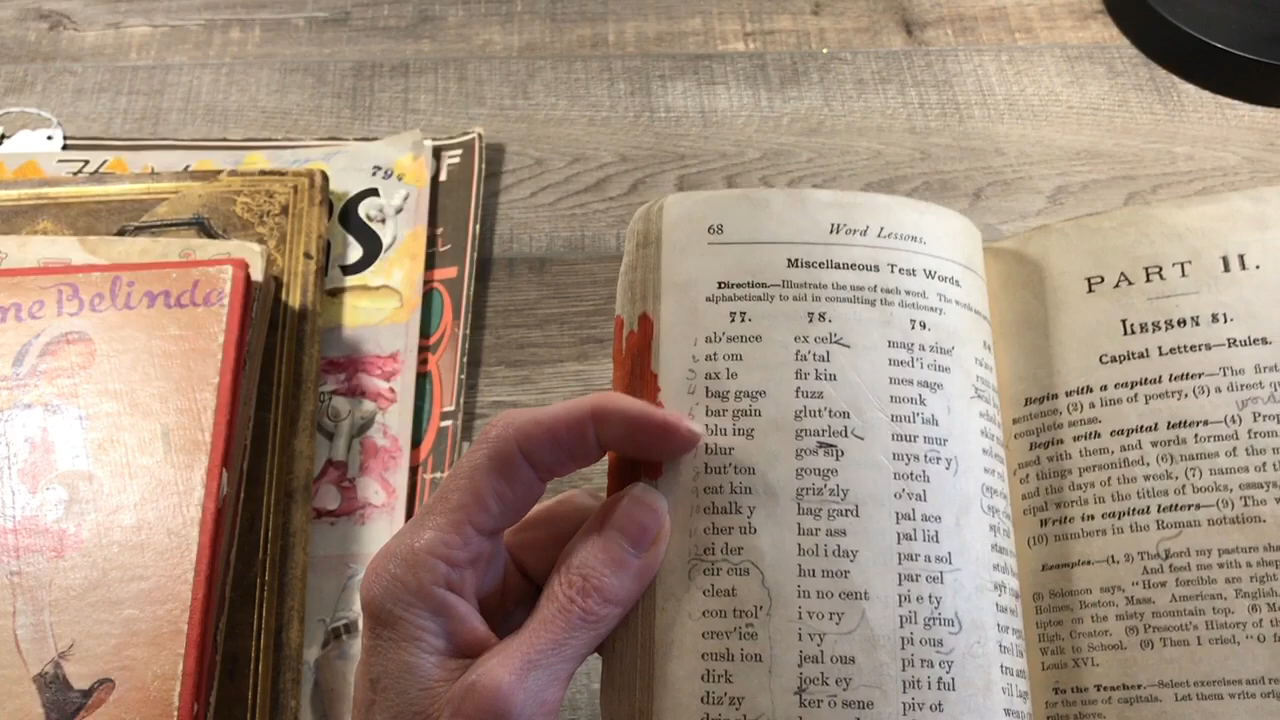 79¢
OF
S
ne Belinda
68 Word Lessons.
Miscellaneous Test Words.
Direction.—Illustrate the use of each word. The words are
alphabetically to aid in consulting the dictionary.
77. 78. 79.
1 ab'sence ex cel mag a zine'
2 at om fa'tal med'i cine
3 ax le fir kin mes sage
4 bag gage fuzz monk
5 bar gain glut'ton mul'ish
blu ing gnarled mur mur
blur gos sip mys ter y)
8 but'ton gouge notch
9 cat kin griz'zly o'val
10 chalk y hag gard pal ace
11 cher ub har ass pal lid
12 ci der hol i day par a sol
cir cus hu mor par cel
cleat in no cent pi e ty
con trol' i vo ry pil grim)
crev'ice i vy pi ous
cush ion jeal ous pi ra cy
dirk jock ey pit i ful
diz'zy ker o sene piv ot
PART II.
LESSON 81.
Capital Letters—Rules.
Begin with a capital letter—The first
sentence, (2) a line of poetry, (3) a direct q
complete sense. word
Begin with capital letters—(4) Prop
used with them, and words formed from
of things personified, (6) names of the m
and the days of the week, (7) names of t
cipal words in the titles of books, essays,
Write in capital letters—(9) The w
(10) numbers in the Roman notation.
Examples.—(1, 2) The Lord my pasture sha
And feed me with a shep
(3) Solomon says, "How forcible are right
Holmes, Boston, Mass. American, English,
tiptoe on the misty mountain top. (6) M
High, Creator. (8) Prescott's History of th
Walk to School. (9) Then I cried, "O
Louis XVI.
To the Teacher.—Select exercises and re
for the use of capitals. Let them write orig
rules above.